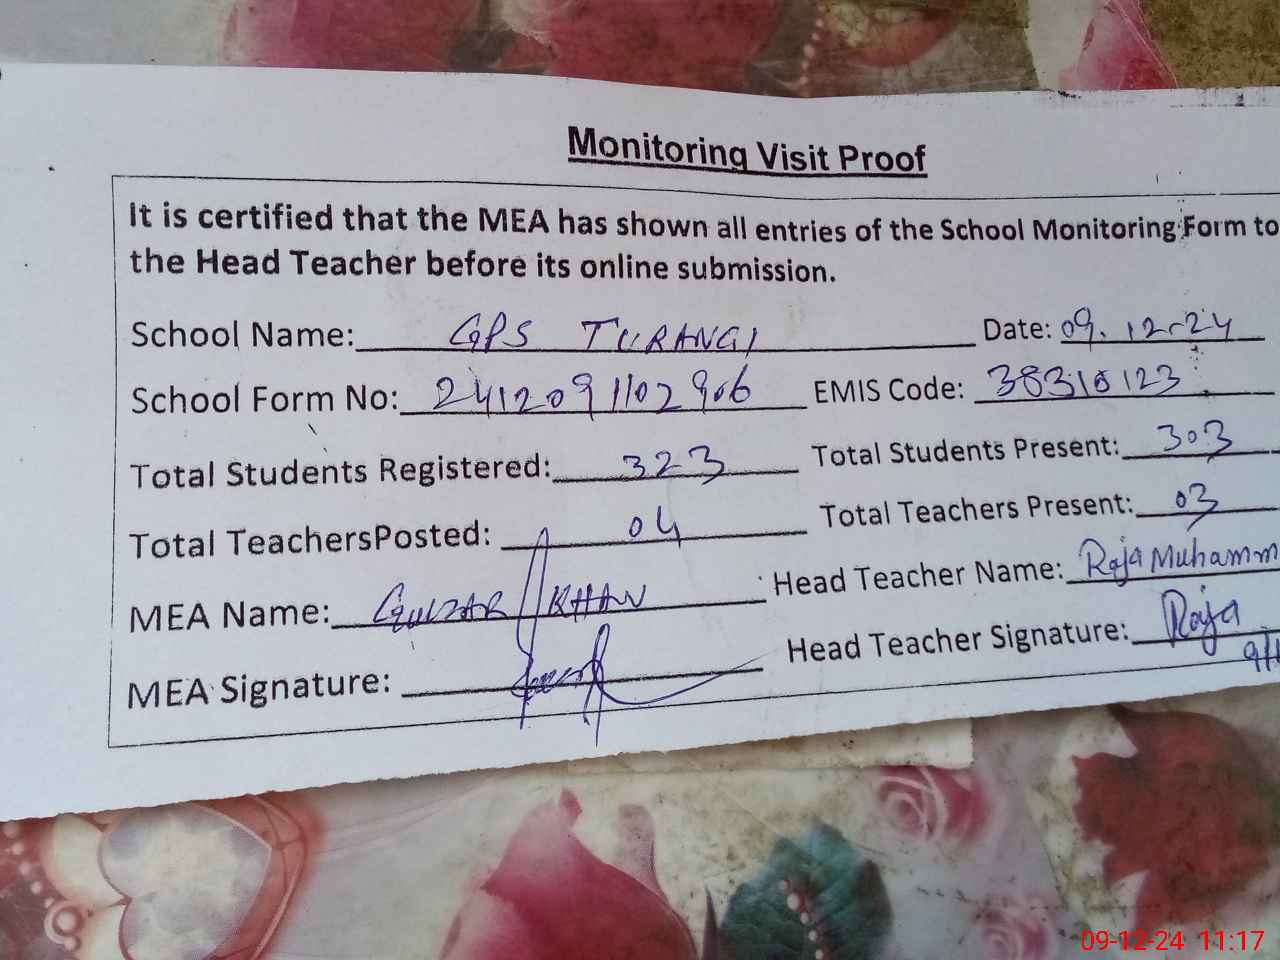 Monitoring Visit Proof
It is certified that the MEA has shown all entries of the School Monitoring Form to
the Head Teacher before its online submission.
School Name: GPS TURANGI Date: 09.12-24
School Form No: 2412091102906 EMIS Code: 38310123
Total Students Registered: 323 Total Students Present: 303
Total TeachersPosted: 04 Total Teachers Present: 03
MEA Name: GULZAR KHAN Head Teacher Name: Raja Muhamm
MEA Signature: Head Teacher Signature: Raja
09-12-24 11:17